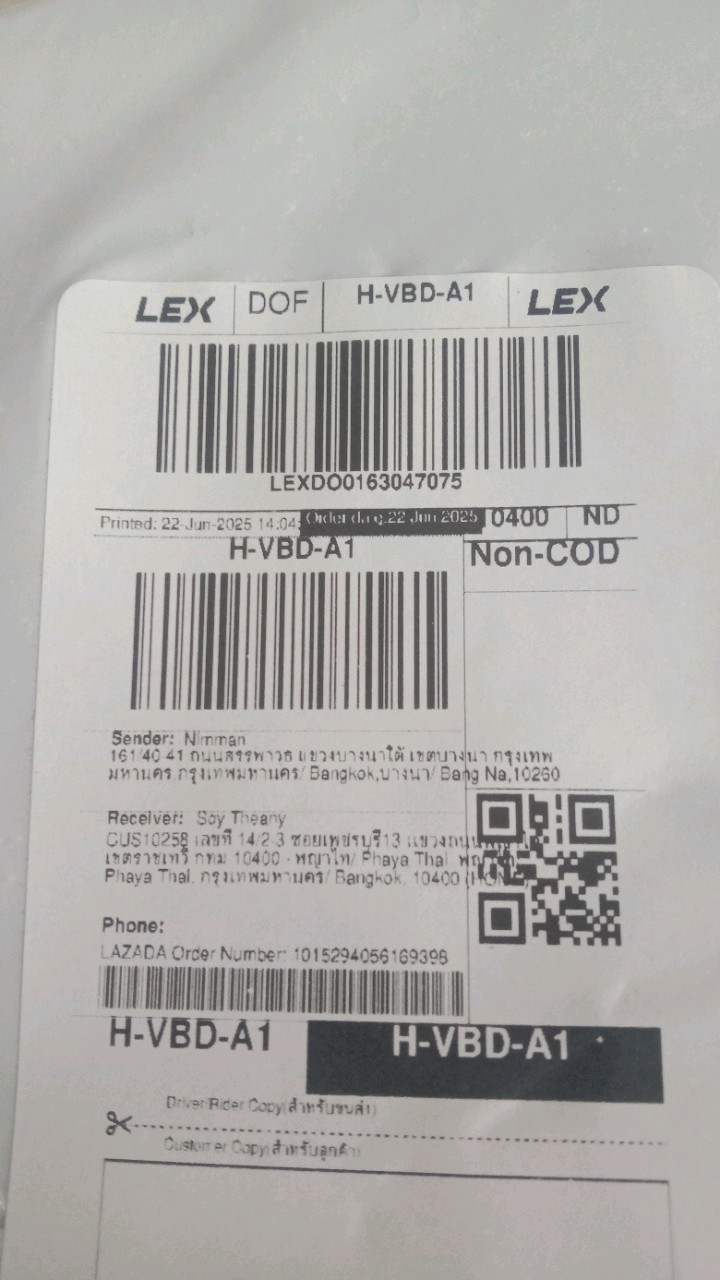 LEX DOF H-VBD-A1 LEX
LEXDO0163047075
Printed: 22-Jun-2025 14:04 Order date:22 Jun 2025 0400 ND
H-VBD-A1 Non-COD
Sender: Nimman
161/40-41 ถนนสรรพาวุธ แขวงบางนาใต้ เขตบางนา กรุงเทพ
มหานคร กรุงเทพมหานคร/ Bangkok,บางนา/ Bang Na,10260
Receiver: Soy Theany
CUS10258 เลขที่ 14/2-3 ซอยเพชรบุรี13 แขวงถนน
เขตราชเทวี กทม 10400 - พญาไท/ Phaya Thai
Phaya Thai, กรุงเทพมหานคร/ Bangkok, 10400
Phone:
LAZADA Order Number: 1015294056169398
H-VBD-A1 H-VBD-A1
Driver/Rider Copy(สำหรับขนส่ง)
Customer Copy(สำหรับลูกค้า)